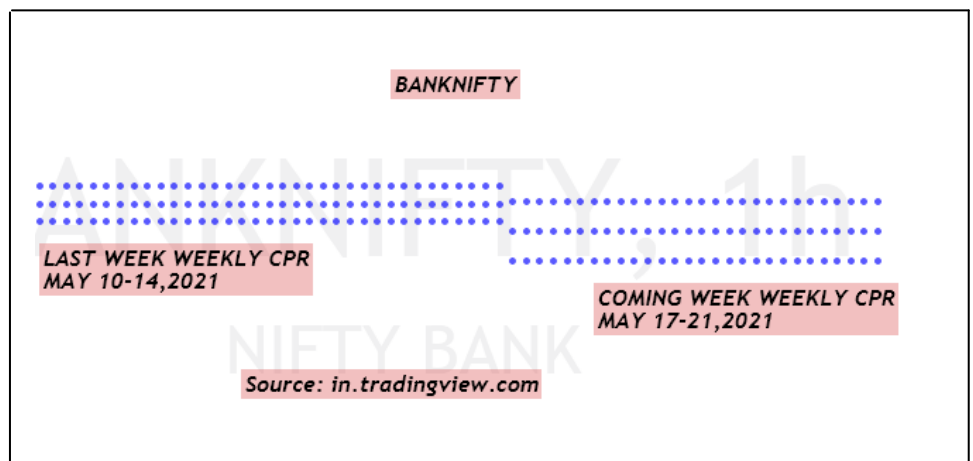 BANKNIFTY
ANKNIFTY, 1h
LAST WEEK WEEKLY CPR
MAY 10-14,2021
COMING WEEK WEEKLY CPR
MAY 17-21,2021
NIFTY BANK
Source: in.tradingview.com